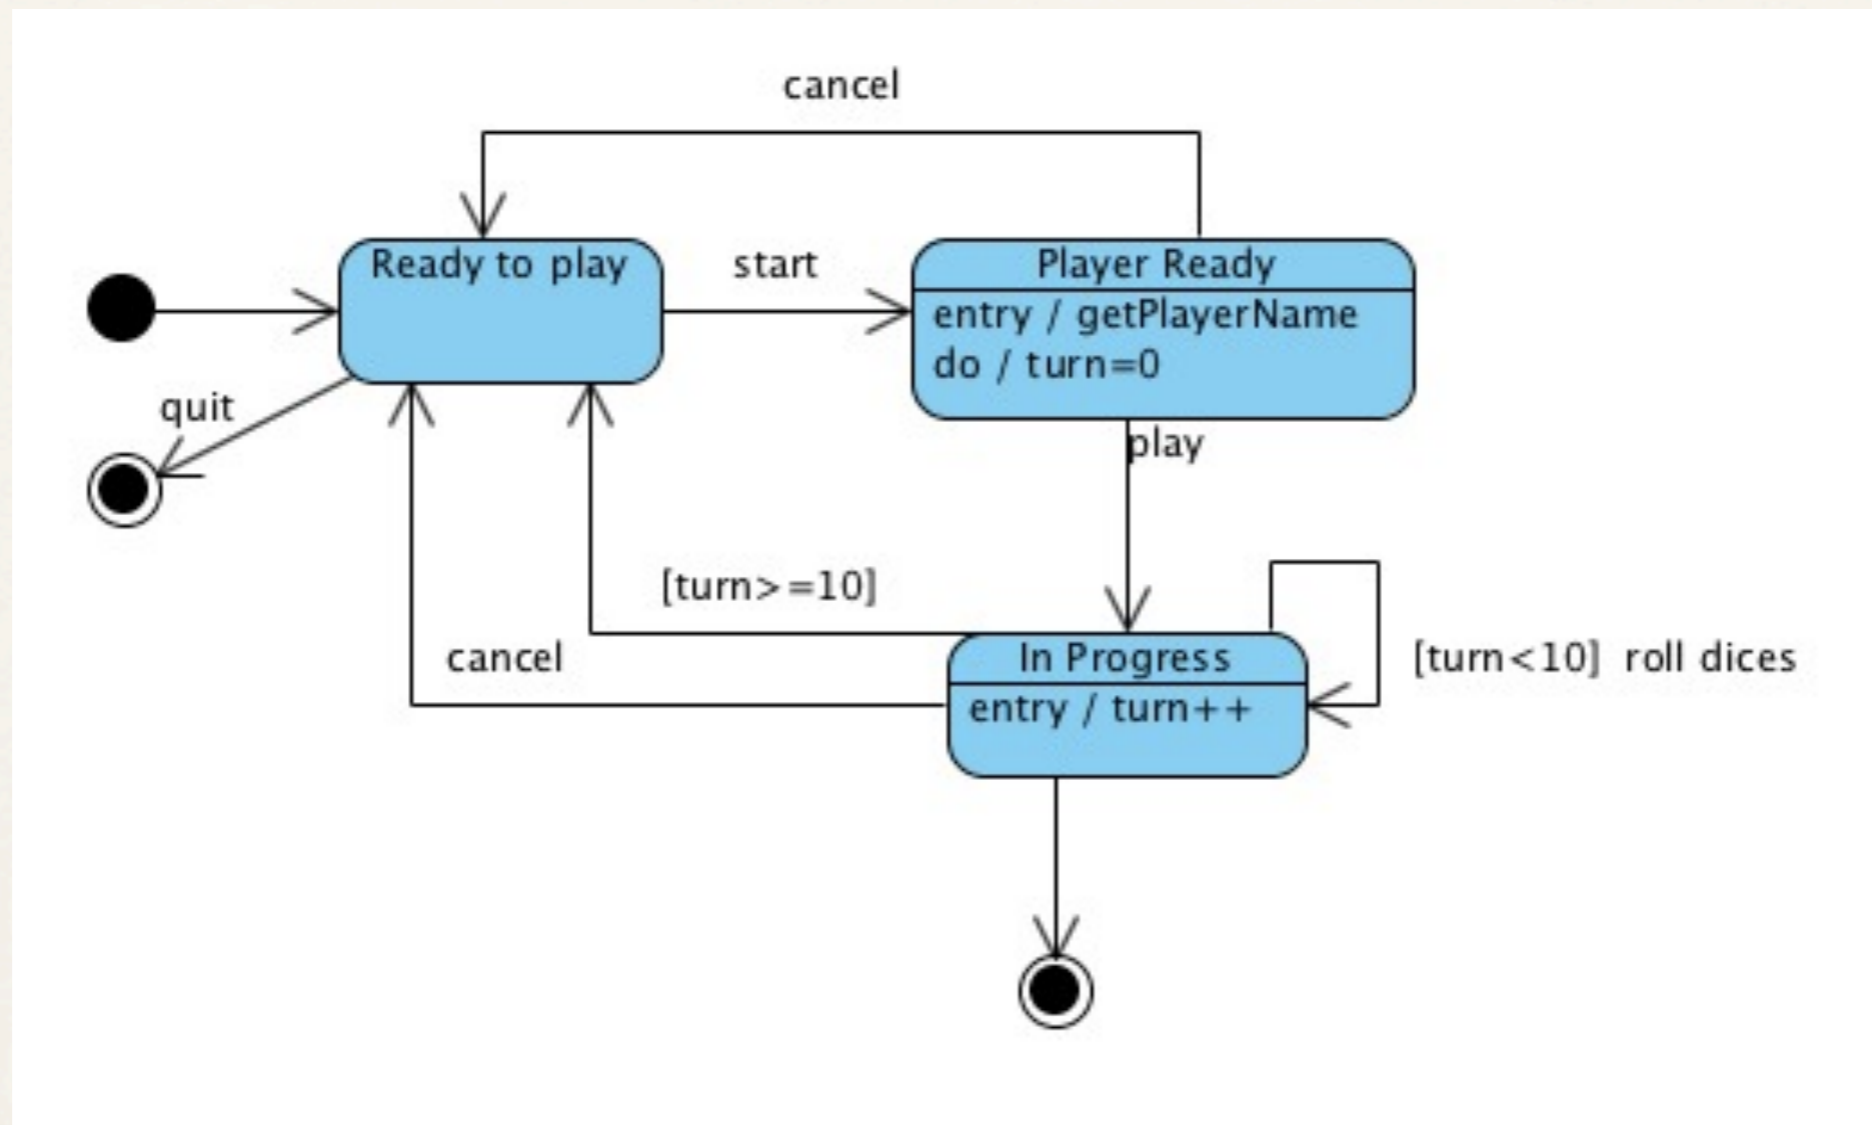 cancel
Ready to play
start
Player Ready
entry / getPlayerName
do / turn=0
quit
play
[turn>=10]
cancel
In Progress
entry / turn++
[turn<10] roll dices